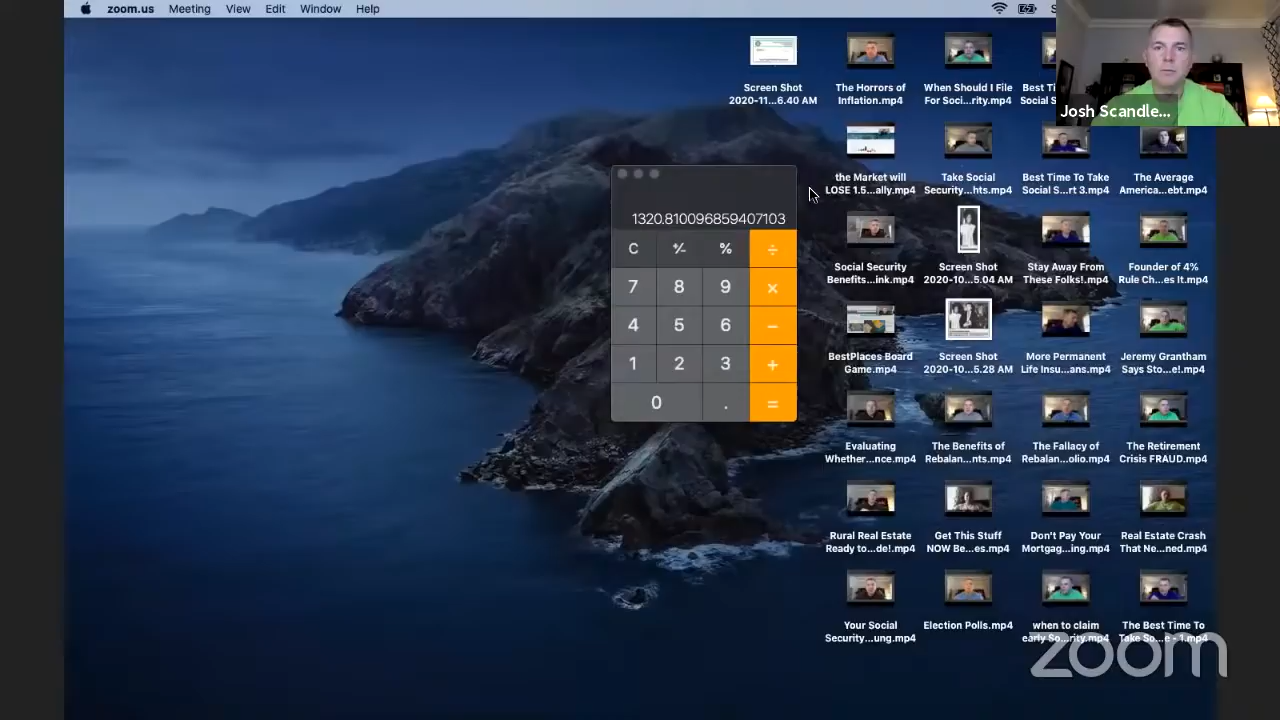 zoom.us Meeting View Edit Window Help
Josh Scandle...
Screen Shot
2020-11...6.40 AM
The Horrors of
Inflation.mp4
When Should I File
For Soci...rity.mp4
Best Ti
Social S
the Market will
LOSE 1.5...ally.mp4
Take Social
Security...hts.mp4
Best Time To Take
Social S...rt 3.mp4
The Average
America...ebt.mp4
1320.810096859407103
C +⁄- % ÷
7 8 9 ×
4 5 6 −
1 2 3 +
0 . =
Social Security
Benefits...ink.mp4
Screen Shot
2020-10...5.04 AM
Stay Away From
These Folks!.mp4
Founder of 4%
Rule Ch...es It.mp4
BestPlaces Board
Game.mp4
Screen Shot
2020-10...5.28 AM
More Permanent
Life Insu...ans.mp4
Jeremy Grantham
Says Sto...e!.mp4
Evaluating
Whether...nce.mp4
The Benefits of
Rebalan...nts.mp4
The Fallacy of
Rebalan...olio.mp4
The Retirement
Crisis FRAUD.mp4
Rural Real Estate
Ready to...de!.mp4
Get This Stuff
NOW Be...es.mp4
Don't Pay Your
Mortgag...ing.mp4
Real Estate Crash
That Ne...ned.mp4
Your Social
Security...ung.mp4
Election Polls.mp4
when to claim
early So...rity.mp4
The Best Time To
Take So...e - 1.mp4
zoom